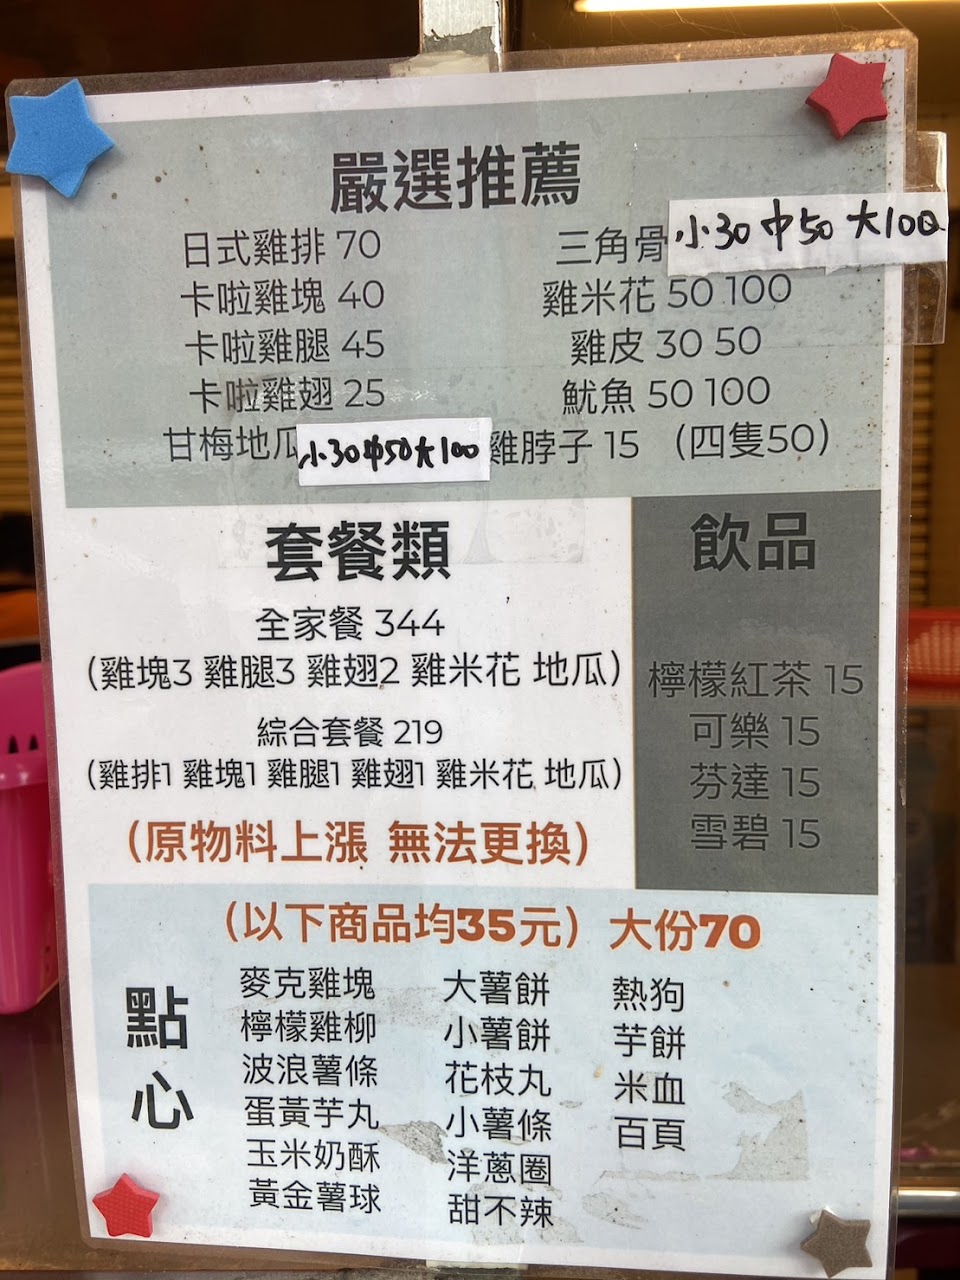 嚴選推薦
日式雞排 70
卡啦雞塊 40
卡啦雞腿 45
卡啦雞翅 25
甘梅地瓜 小30中50大100
三角骨 小30 中50 大100
雞米花 50 100
雞皮 30 50
魷魚 50 100
雞脖子 15 (四隻50)
套餐類
全家餐 344
(雞塊3 雞腿3 雞翅2 雞米花 地瓜)
綜合套餐 219
(雞排1 雞塊1 雞腿1 雞翅1 雞米花 地瓜)
(原物料上漲 無法更換)
飲品
檸檬紅茶 15
可樂 15
芬達 15
雪碧 15
(以下商品均35元) 大份70
點心
麥克雞塊
檸檬雞柳
波浪薯條
蛋黃芋丸
玉米奶酥
黃金薯球
大薯餅
小薯餅
花枝丸
小薯條
洋蔥圈
甜不辣
熱狗
芋餅
米血
百頁